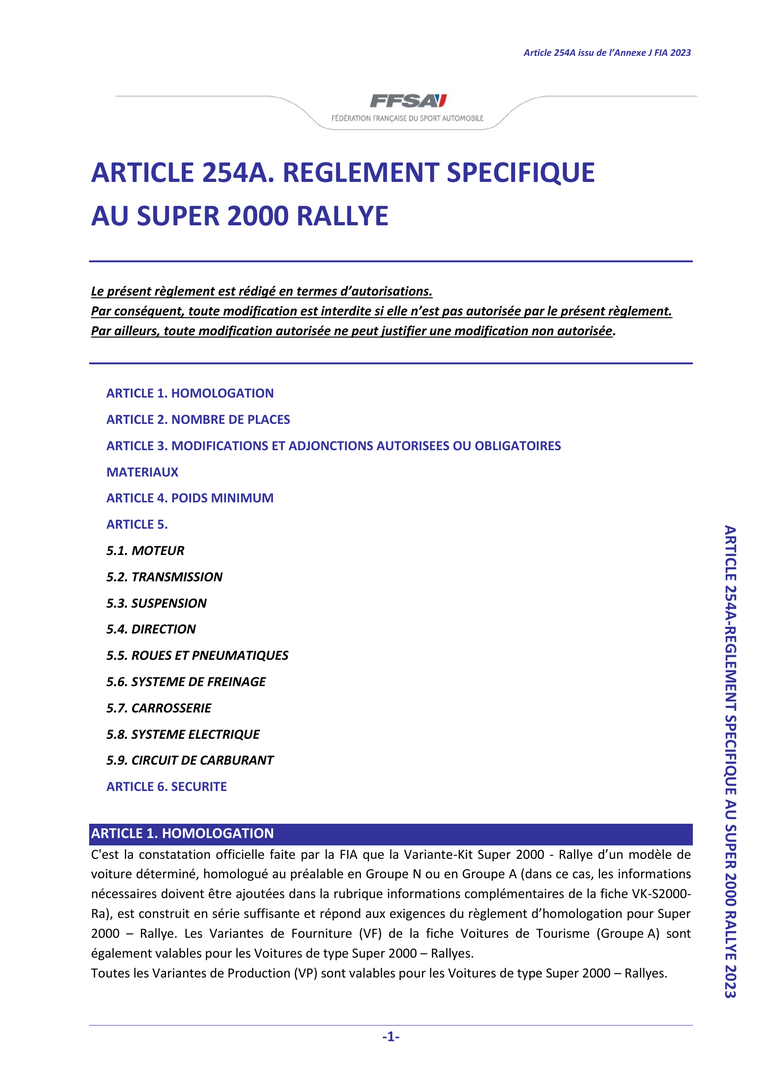 Article 254A issu de l'Annexe J FIA 2023
FFSA
FÉDÉRATION FRANÇAISE DU SPORT AUTOMOBILE
ARTICLE 254A. REGLEMENT SPECIFIQUE
AU SUPER 2000 RALLYE
Le présent règlement est rédigé en termes d'autorisations.
Par conséquent, toute modification est interdite si elle n'est pas autorisée par le présent règlement.
Par ailleurs, toute modification autorisée ne peut justifier une modification non autorisée.
ARTICLE 1. HOMOLOGATION
ARTICLE 2. NOMBRE DE PLACES
ARTICLE 3. MODIFICATIONS ET ADJONCTIONS AUTORISEES OU OBLIGATOIRES
MATERIAUX
ARTICLE 4. POIDS MINIMUM
ARTICLE 5.
5.1. MOTEUR
5.2. TRANSMISSION
5.3. SUSPENSION
5.4. DIRECTION
5.5. ROUES ET PNEUMATIQUES
5.6. SYSTEME DE FREINAGE
5.7. CARROSSERIE
5.8. SYSTEME ELECTRIQUE
5.9. CIRCUIT DE CARBURANT
ARTICLE 6. SECURITE
ARTICLE 1. HOMOLOGATION
C'est la constatation officielle faite par la FIA que la Variante-Kit Super 2000 - Rallye d'un modèle de
voiture déterminé, homologué au préalable en Groupe N ou en Groupe A (dans ce cas, les informations
nécessaires doivent être ajoutées dans la rubrique informations complémentaires de la fiche VK-S2000-
Ra), est construit en série suffisante et répond aux exigences du règlement d'homologation pour Super
2000 – Rallye. Les Variantes de Fourniture (VF) de la fiche Voitures de Tourisme (Groupe A) sont
également valables pour les Voitures de type Super 2000 – Rallyes.
Toutes les Variantes de Production (VP) sont valables pour les Voitures de type Super 2000 – Rallyes.
ARTICLE 254A-REGLEMENT SPECIFIQUE AU SUPER 2000 RALLYE 2023
-1-